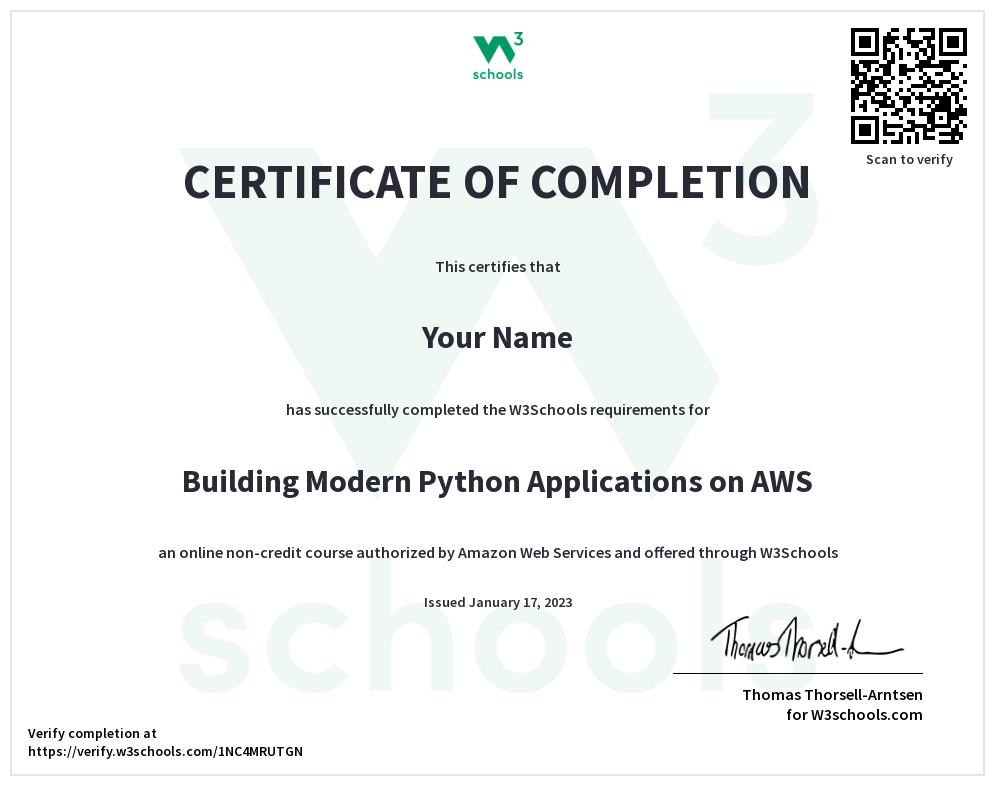 3
schools
Scan to verify
CERTIFICATE OF COMPLETION
This certifies that
Your Name
has successfully completed the W3Schools requirements for
Building Modern Python Applications on AWS
an online non-credit course authorized by Amazon Web Services and offered through W3Schools
Issued January 17, 2023
Thomas Thorsell-Arntsen
for W3schools.com
Verify completion at
https://verify.w3schools.com/1NC4MRUTGN